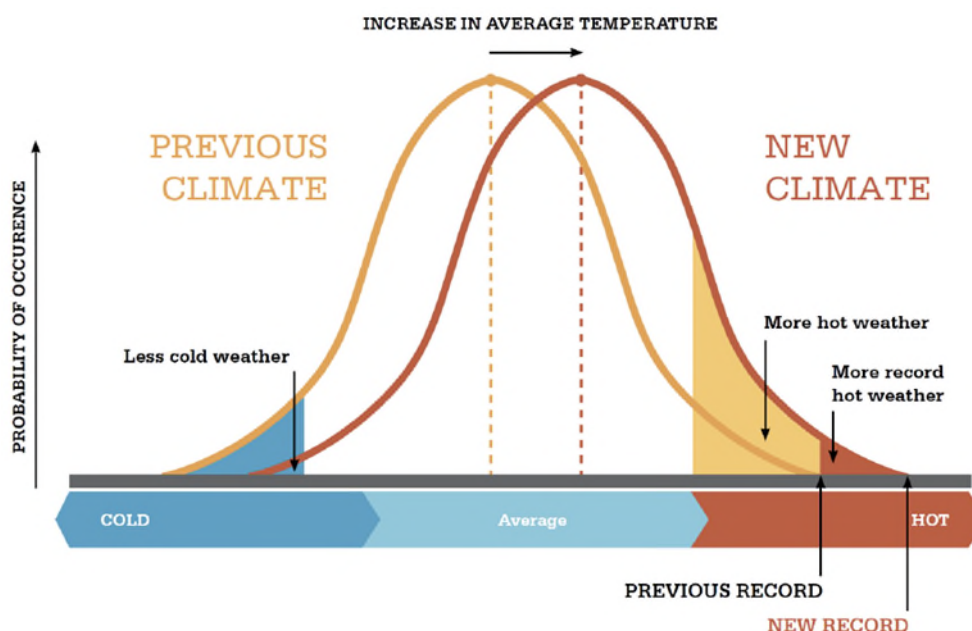 INCREASE IN AVERAGE TEMPERATURE
PREVIOUS
CLIMATE
NEW
CLIMATE
PROBABILITY OF OCCURENCE
Less cold weather
More hot weather
More record
hot weather
COLD
Average
HOT
PREVIOUS RECORD
NEW RECORD